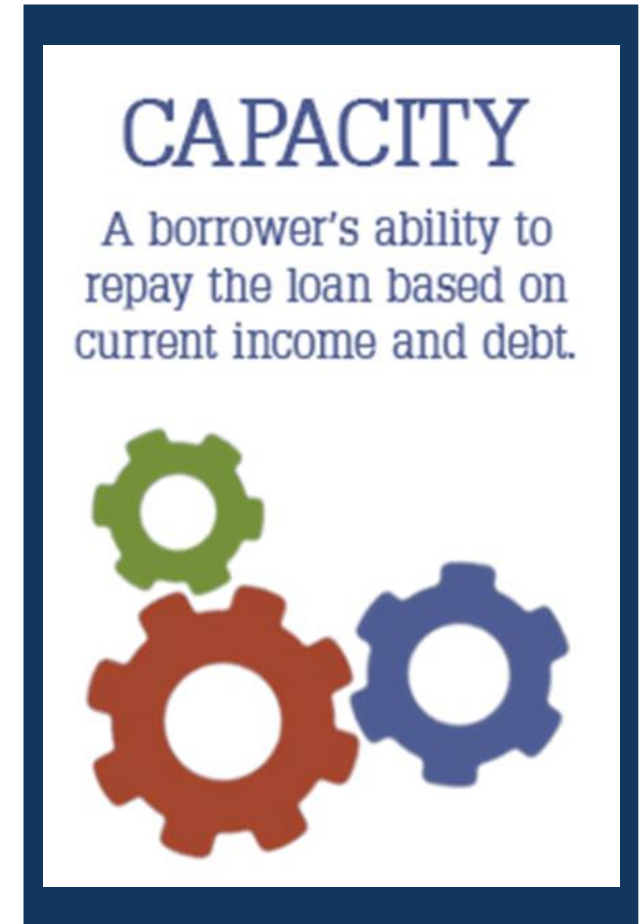 CAPACITY
A borrower's ability to
repay the loan based on
current income and debt.